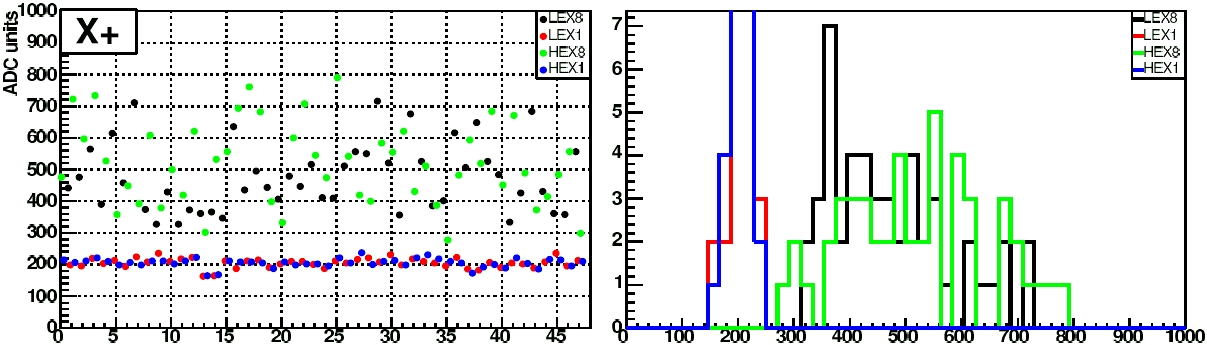 ADC units
1000
900
800
700
600
500
400
300
200
100
0
X+
LEX8
LEX1
HEX8
HEX1
0 5 10 15 20 25 30 35 40 45
7
6
5
4
3
2
1
0
LEX8
LEX1
HEX8
HEX1
0 100 200 300 400 500 600 700 800 900 1000